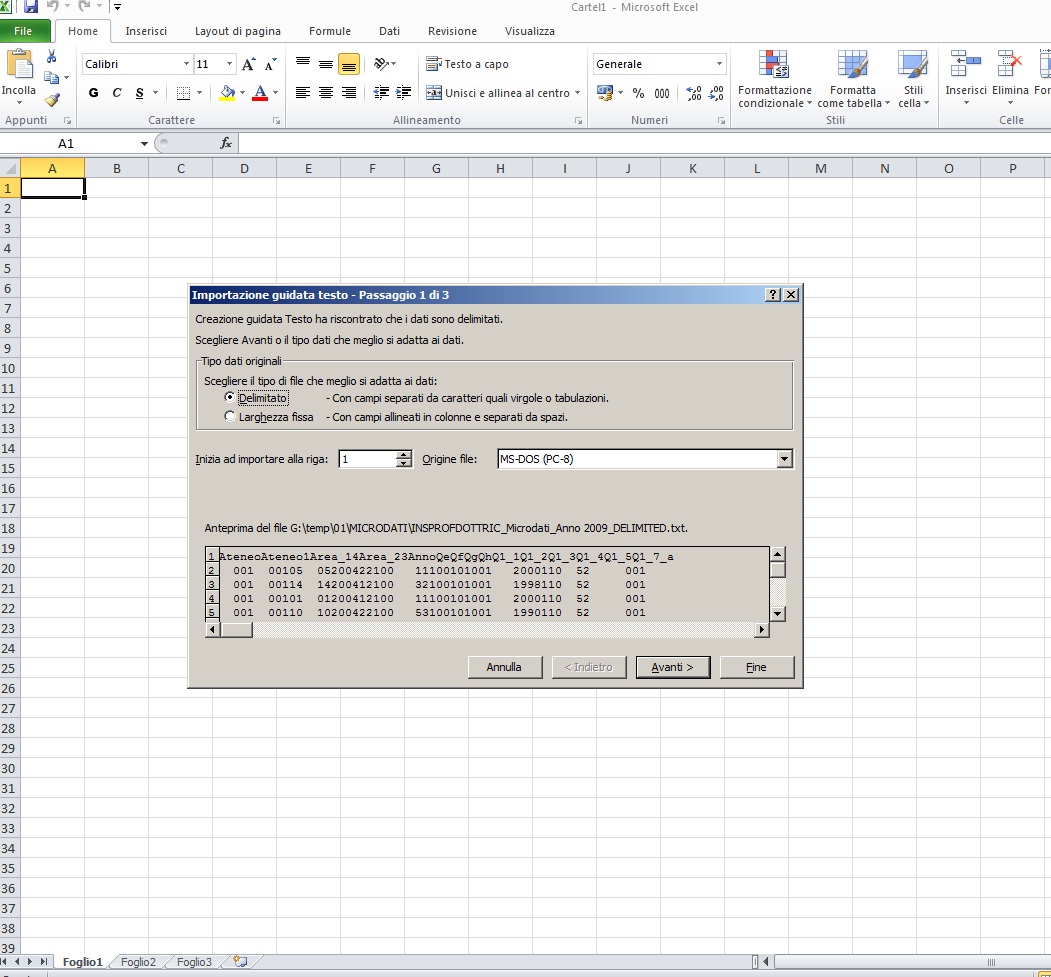 Cartel1 - Microsoft Excel
File Home Inserisci Layout di pagina Formule Dati Revisione Visualizza
Incolla
Calibri 11 A A
G C S A
Testo a capo
Unisci e allinea al centro
Generale
% 000
Formattazione condizionale
Formatta come tabella
Stili cella
Inserisci Elimina For
Appunti Carattere Allineamento Numeri Stili Celle
A1 fx
A B C D E F G H I J K L M N O P
1
2
3
4
5
6
7
8
9
10
11
12
13
14
15
16
17
18
19
20
21
22
23
24
25
26
27
28
29
30
31
32
33
34
35
36
37
38
39
Importazione guidata testo - Passaggio 1 di 3
Creazione guidata Testo ha riscontrato che i dati sono delimitati.
Scegliere Avanti o il tipo dati che meglio si adatta ai dati.
Tipo dati originali
Scegliere il tipo di file che meglio si adatta ai dati:
Delimitato - Con campi separati da caratteri quali virgole o tabulazioni.
Larghezza fissa - Con campi allineati in colonne e separati da spazi.
Inizia ad importare alla riga: 1 Origine file: MS-DOS (PC-8)
Anteprima del file G:\temp\01\MICRODATI\INSPROFDOTTRIC_Microdati_Anno 2009_DELIMITED.txt.
1 AteneoAteneo1Area_14Area_23AnnoQeQfQgQhQ1_1Q1_2Q1_3Q1_4Q1_5Q1_7_a
2 001 00105 05200422100 11100101001 2000110 52 001
3 001 00114 14200412100 32100101001 1998110 52 001
4 001 00101 01200412100 11100101001 2000110 52 001
5 001 00110 10200422100 53100101001 1990110 52 001
Annulla < Indietro Avanti > Fine
Foglio1 Foglio2 Foglio3